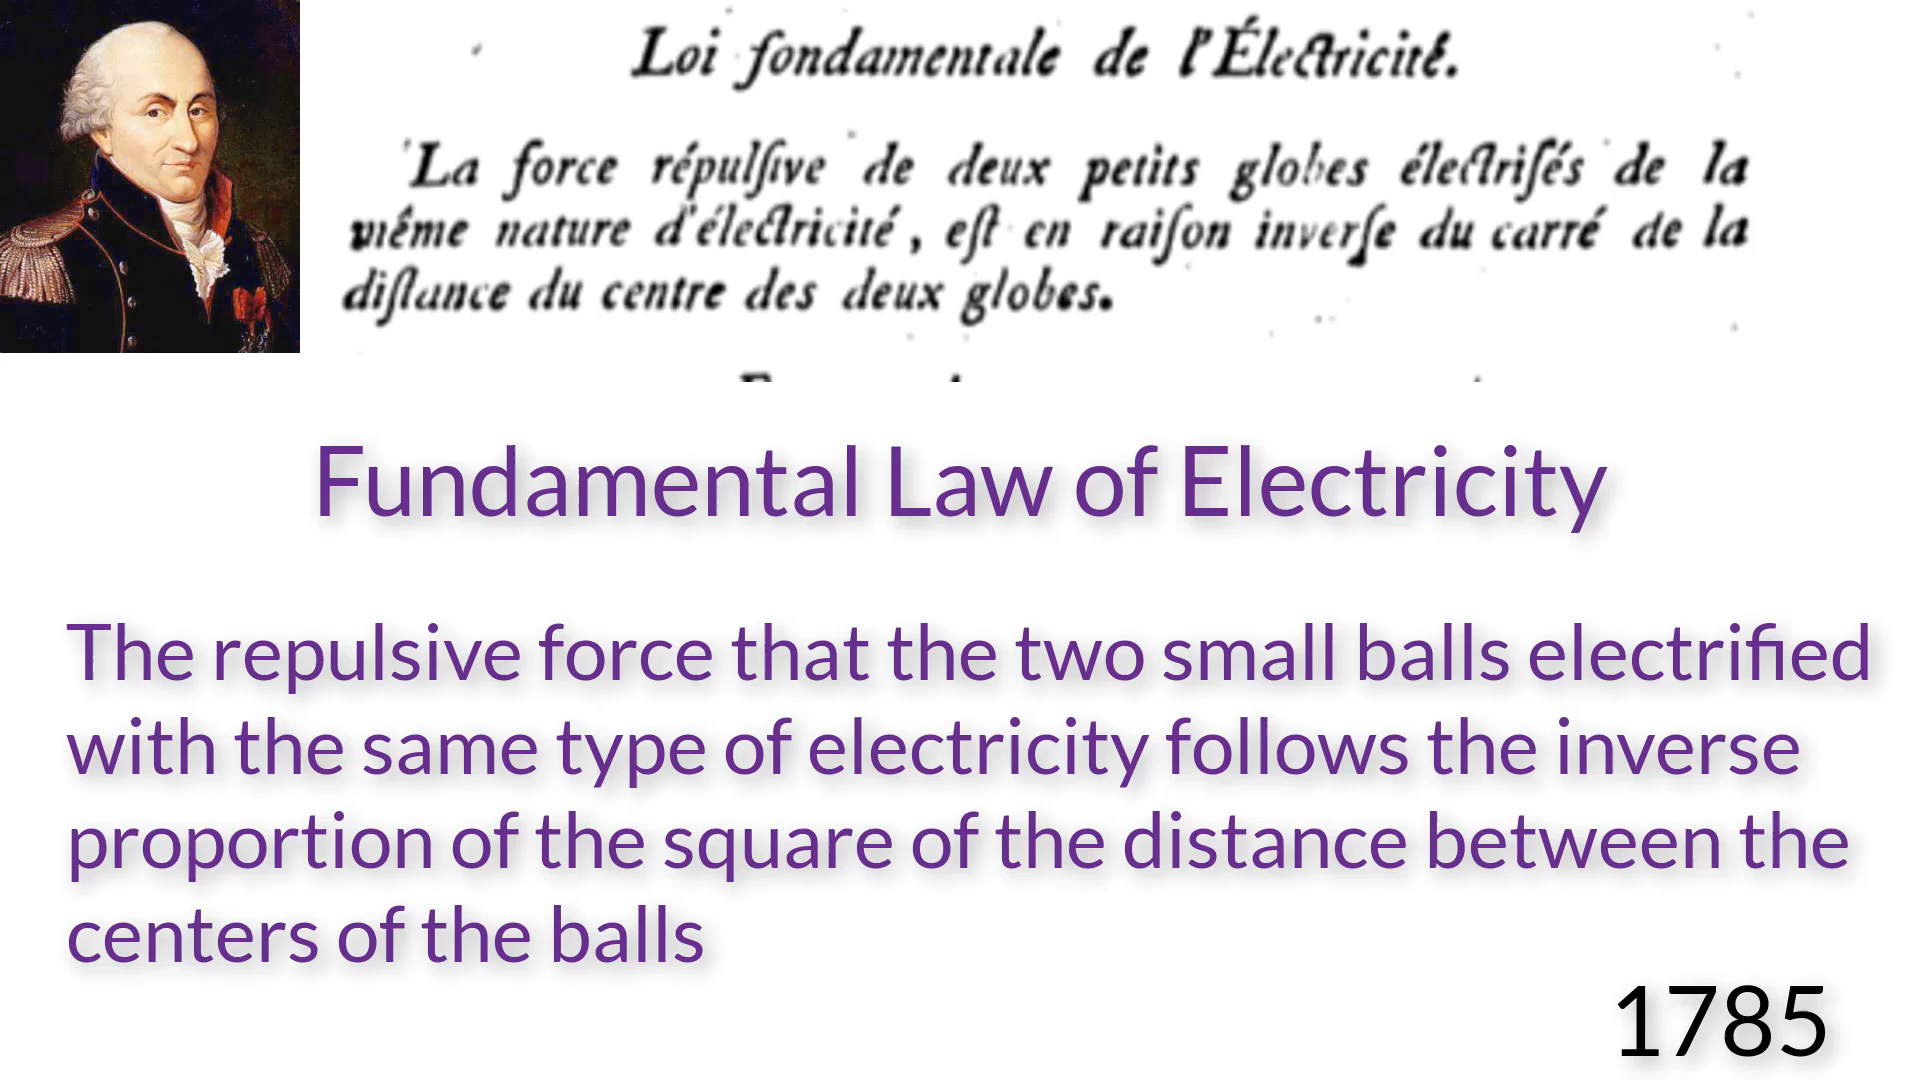 Loi fondamentale de l'Électricité.
La force répulſive de deux petits globes électriſés de la
même nature d'électricité, eſt en raiſon inverſe du carré de la
diſtance du centre des deux globes.
Fundamental Law of Electricity
The repulsive force that the two small balls electrified
with the same type of electricity follows the inverse
proportion of the square of the distance between the
centers of the balls
1785